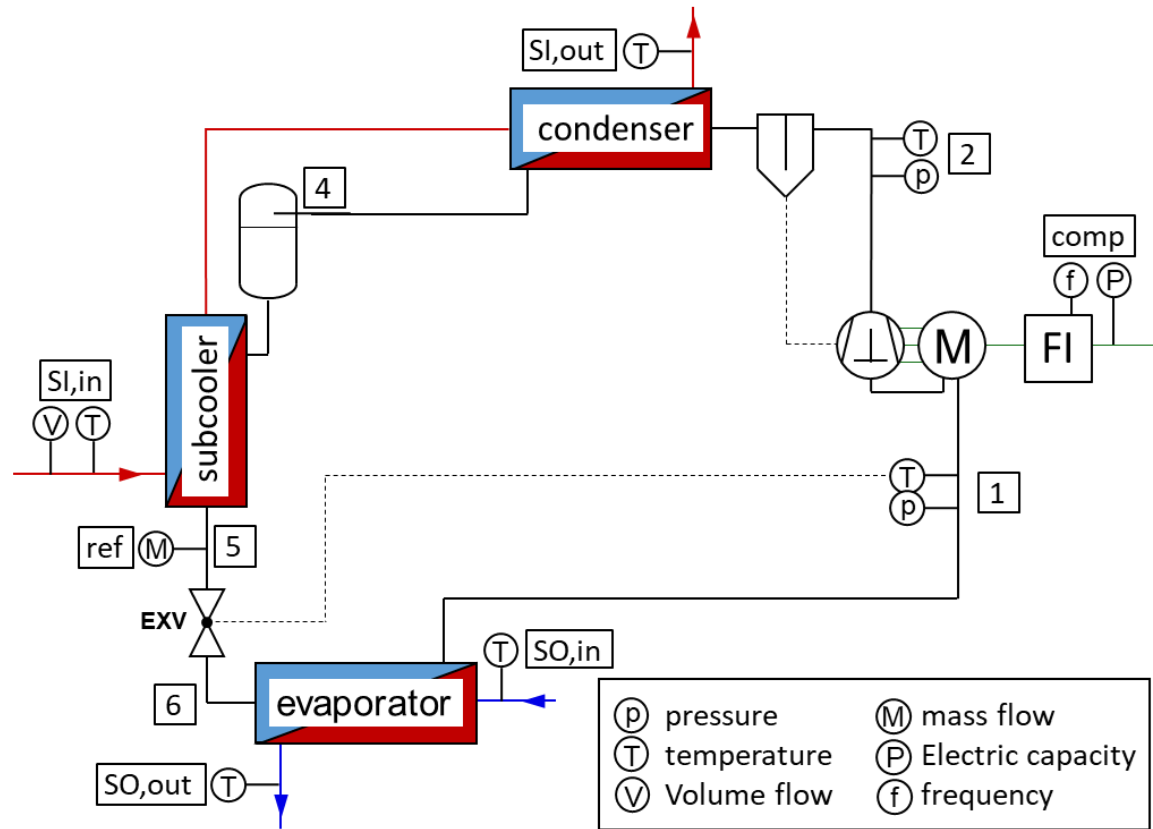 SI,out
T
condenser
T
2
p
4
comp
f
P
M
FI
subcooler
SI,in
V
T
T
1
p
ref
M
5
EXV
T
SO,in
6
evaporator
SO,out
T
p pressure
M mass flow
T temperature
P Electric capacity
V Volume flow
f frequency